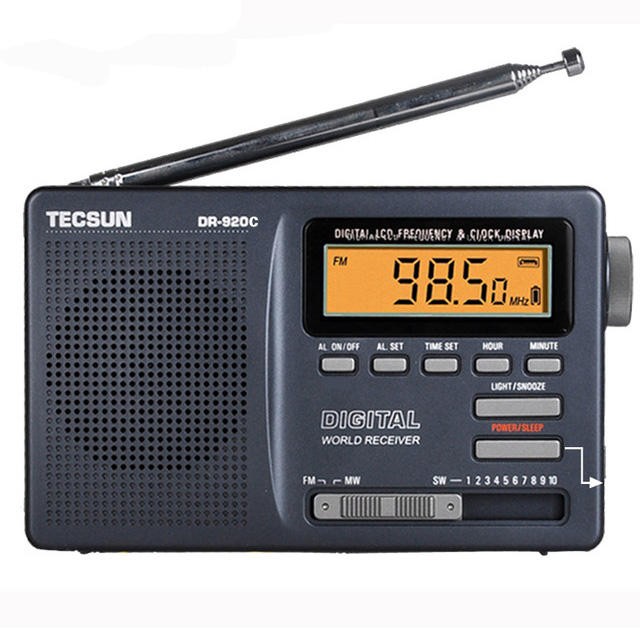 TECSUN
DR-920C
DIGITAL LCD FREQUENCY & CLOCK DISPLAY
FM
98.50 MHz
AL ON/OFF AL. SET TIME SET HOUR MINUTE
LIGHT/SNOOZE
POWER/SLEEP
DIGITAL
WORLD RECEIVER
FM MW SW 1 2 3 4 5 6 7 8 9 10